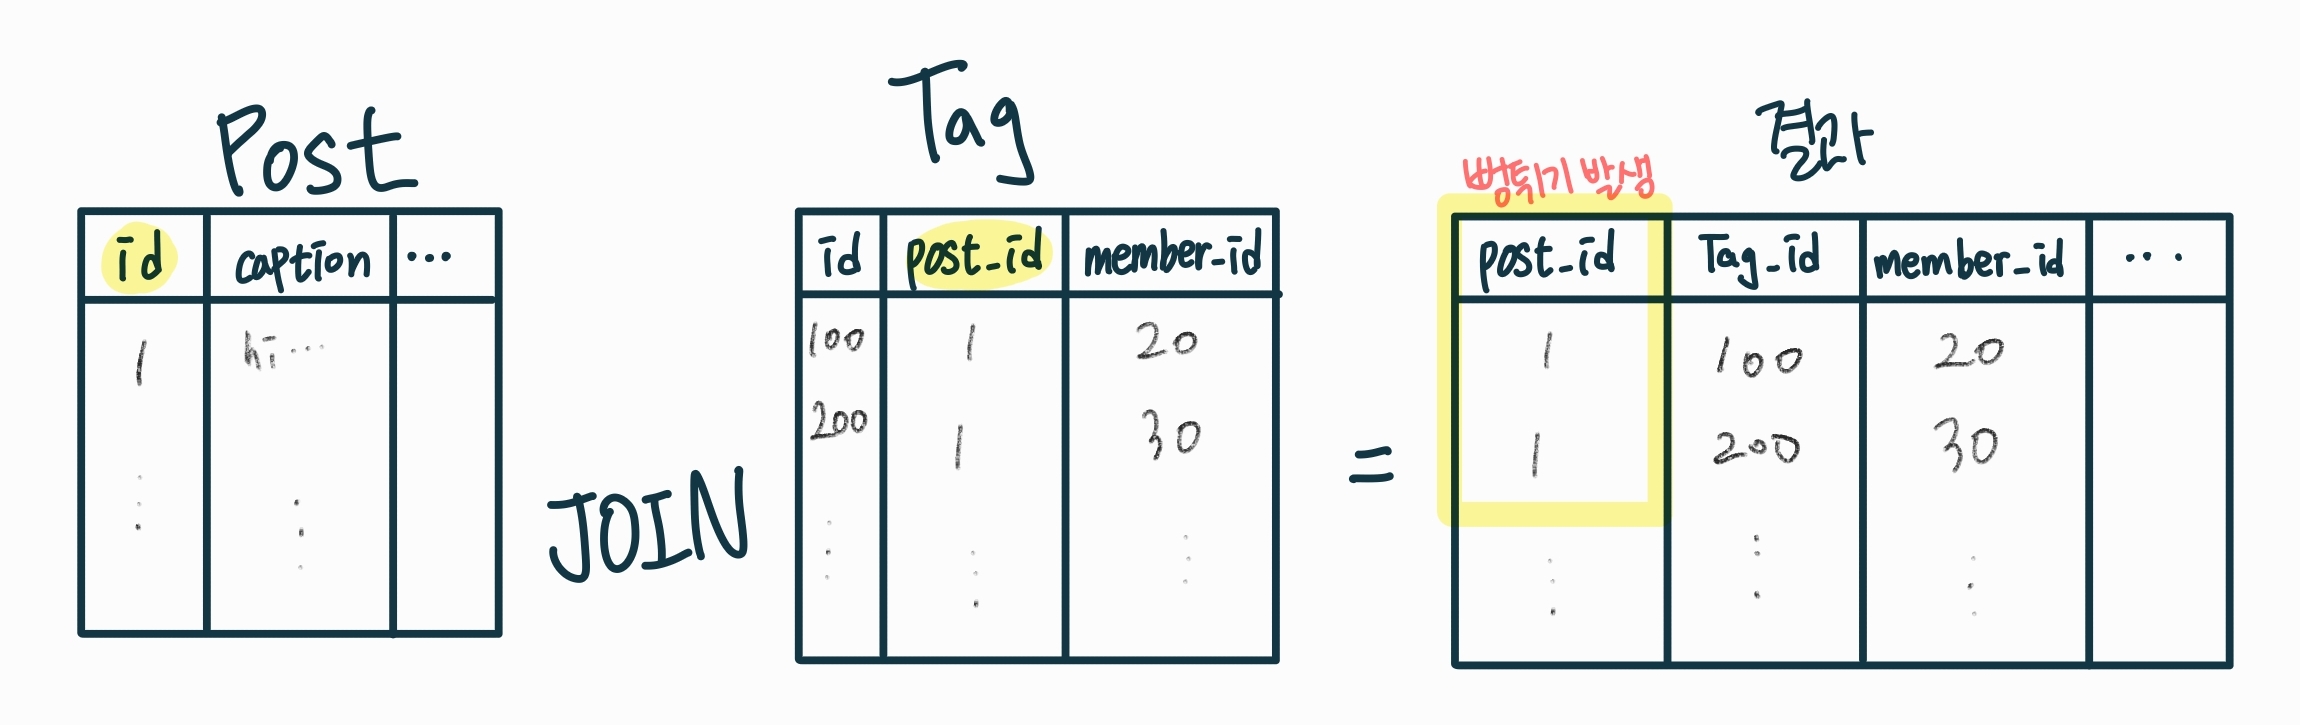 Post
id caption ...
1 hi...
JOIN
Tag
id post_id member_id
100 1 20
200 1 30
=
결과
뻥튀기 발생
post_id Tag_id member_id ...
1 100 20
1 200 30